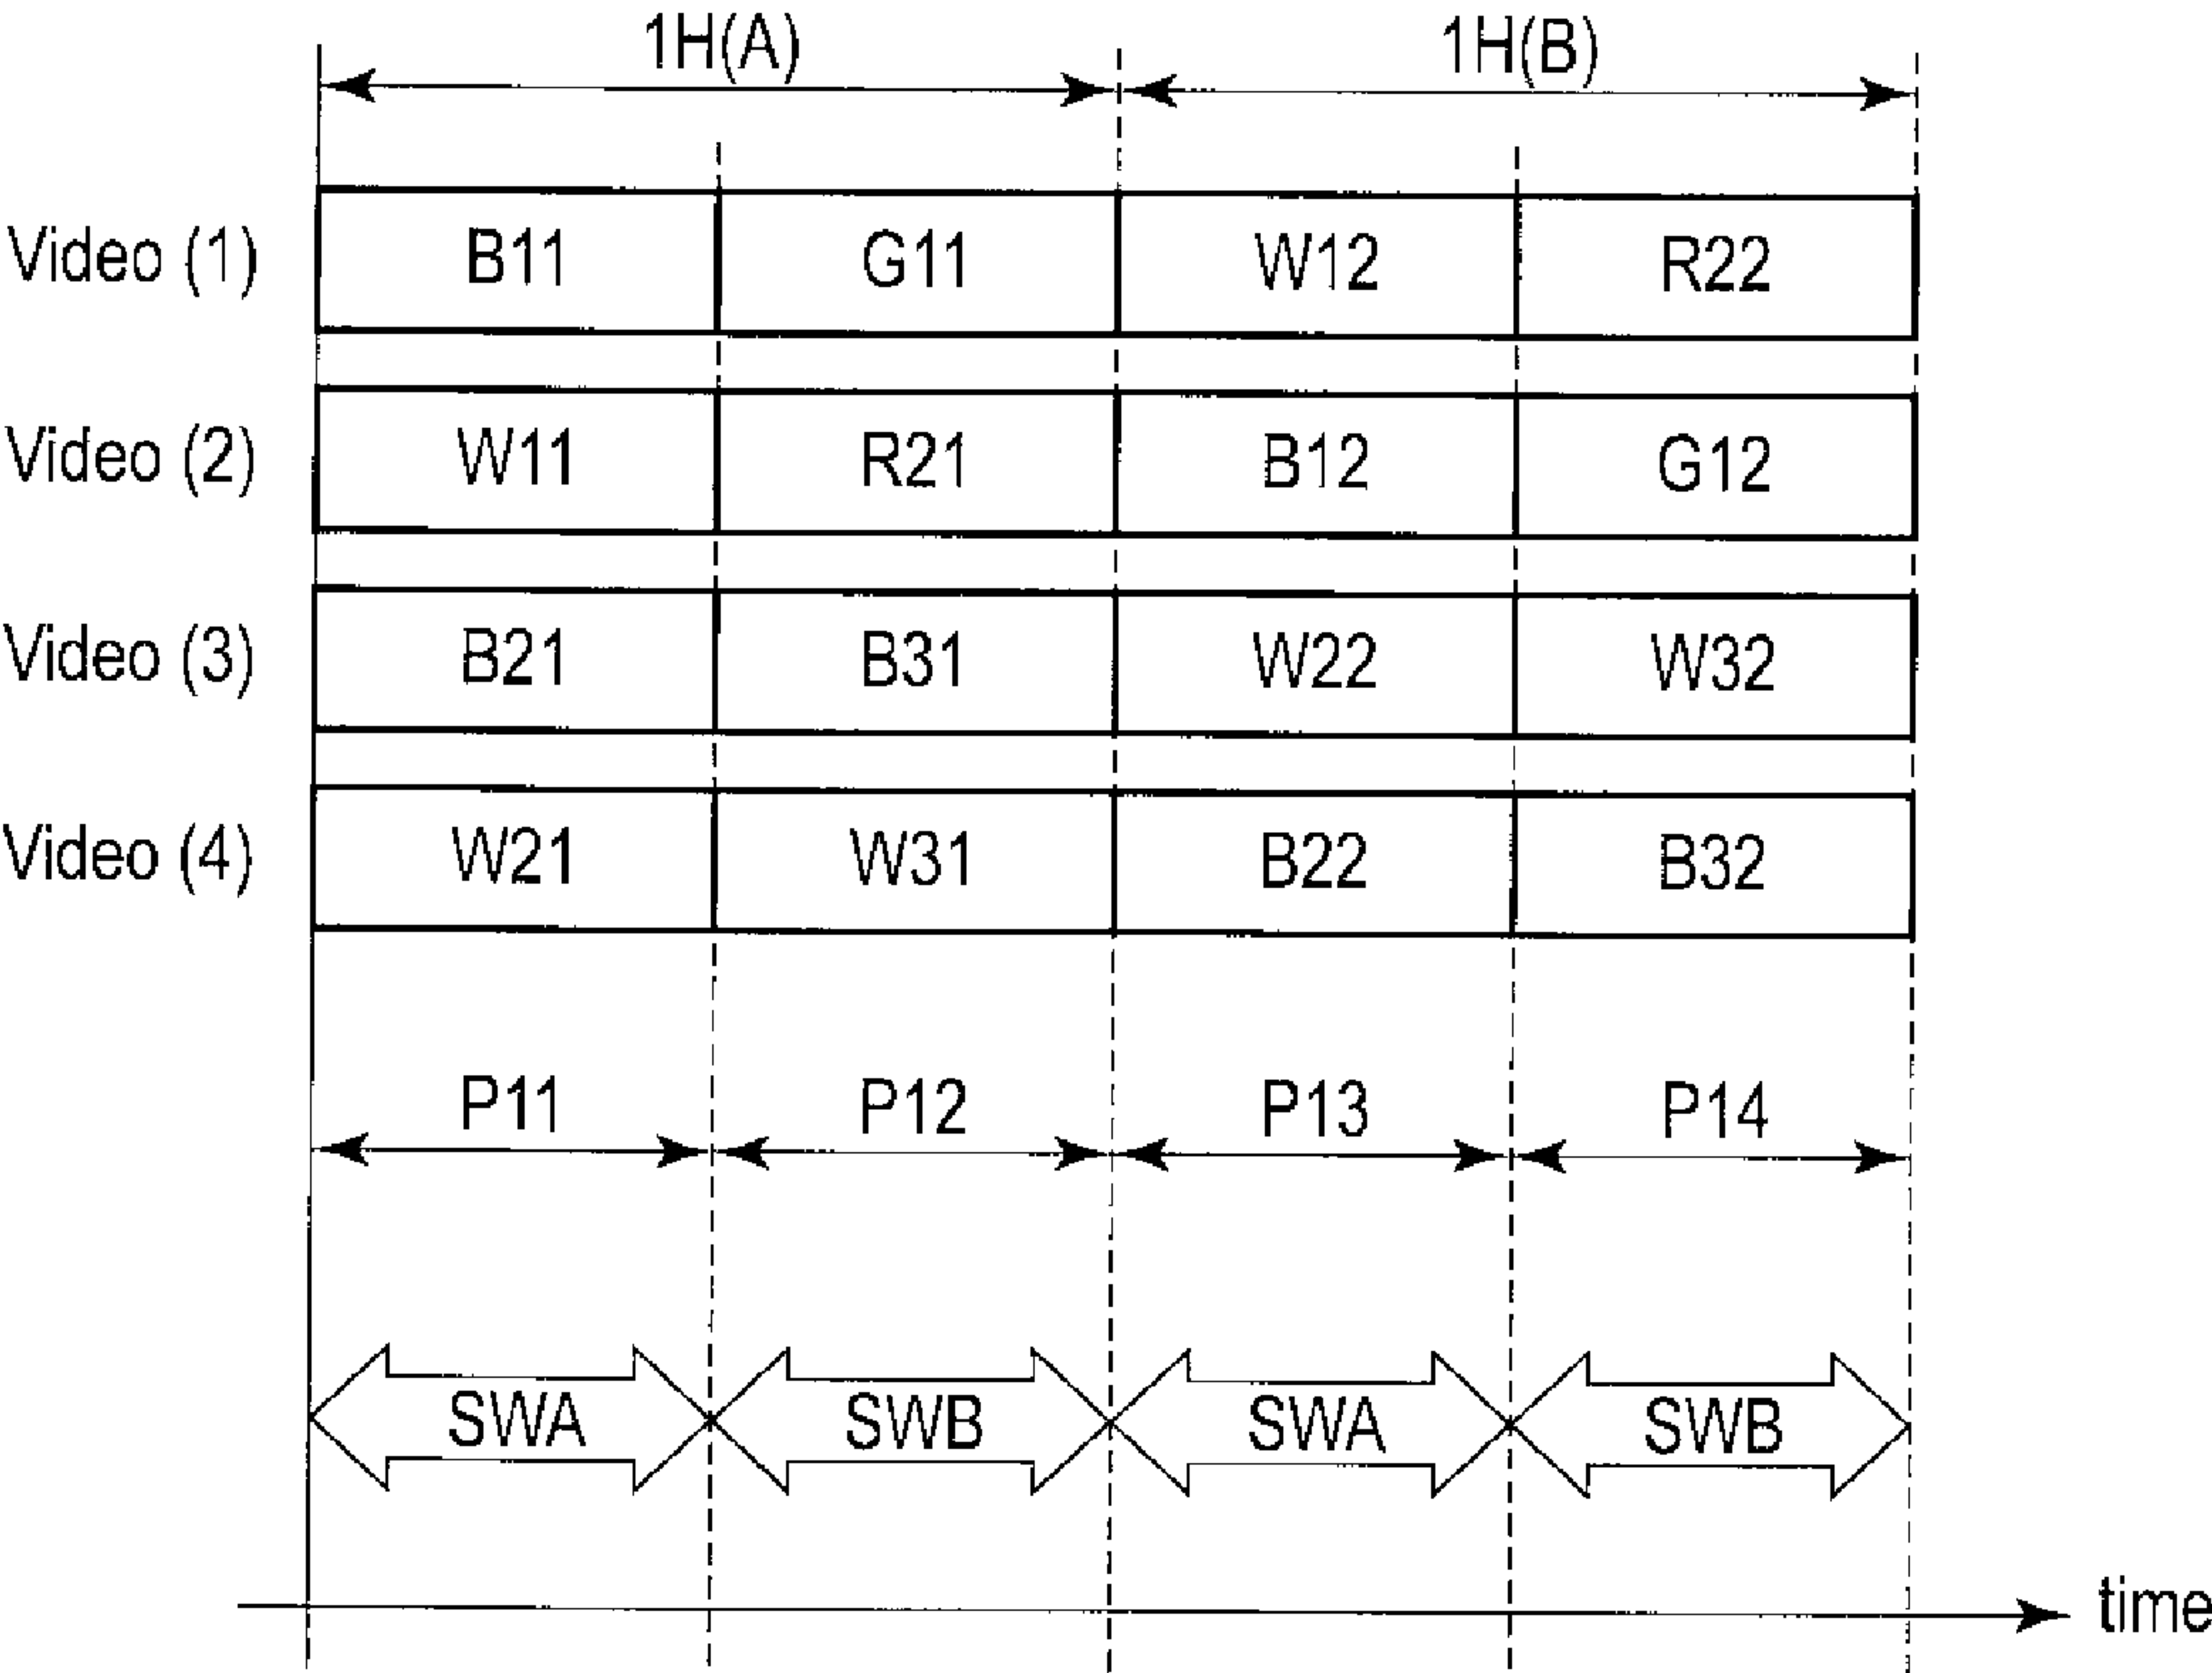 1H(A) 1H(B)
Video (1) B11 G11 W12 R22
Video (2) W11 R21 B12 G12
Video (3) B21 B31 W22 W32
Video (4) W21 W31 B22 B32
P11 P12 P13 P14
SWA SWB SWA SWB
time